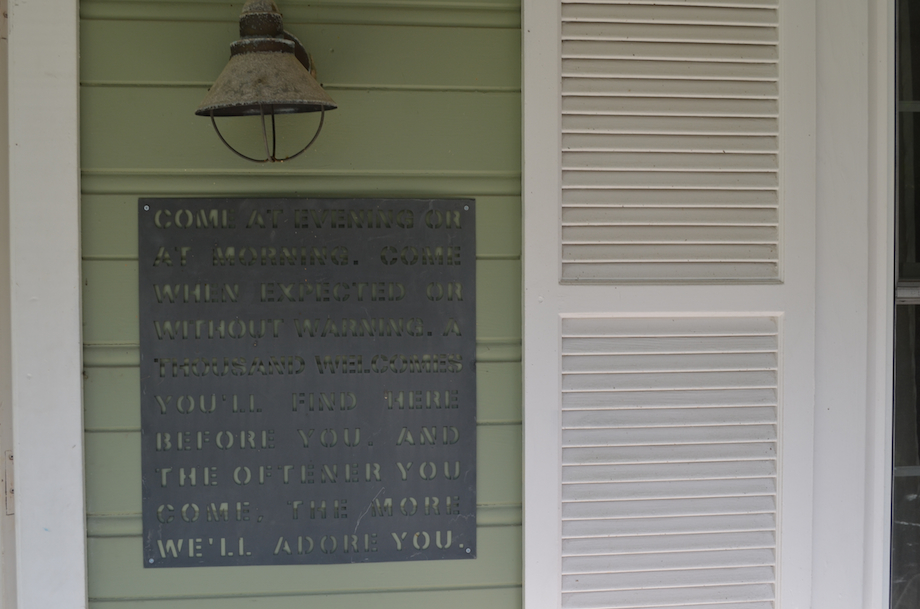 COME AT EVENING OR
AT MORNING. COME
WHEN EXPECTED OR
WITHOUT WARNING. A
THOUSAND WELCOMES
YOU'LL FIND HERE
BEFORE YOU. AND
THE OFTENER YOU
COME, THE MORE
WE'LL ADORE YOU.